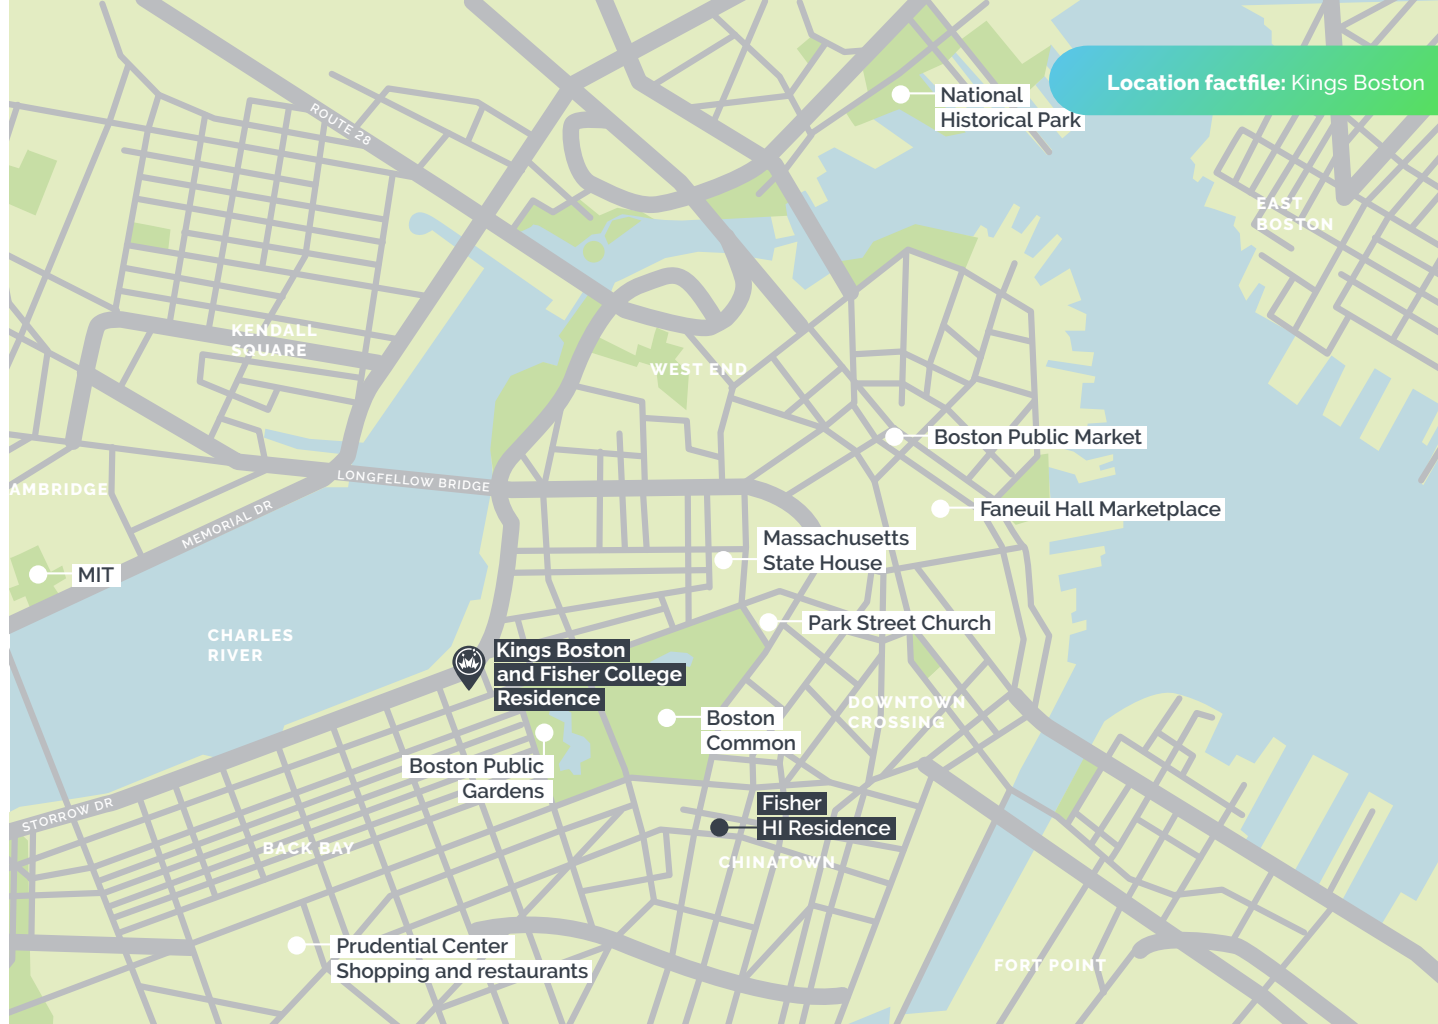 Location factfile: Kings Boston
National
Historical Park
ROUTE 28
EAST
BOSTON
KENDALL
SQUARE
WEST END
Boston Public Market
LONGFELLOW BRIDGE
AMBRIDGE
MEMORIAL DR
Faneuil Hall Marketplace
Massachusetts
State House
MIT
Park Street Church
CHARLES
RIVER
Kings Boston
and Fisher College
Residence
DOWNTOWN
CROSSING
Boston
Common
Boston Public
Gardens
Fisher
HI Residence
STORROW DR
BACK BAY
CHINATOWN
Prudential Center
Shopping and restaurants
FORT POINT